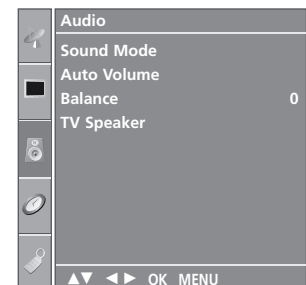 Audio
Sound Mode
Auto Volume
Balance 0
TV Speaker
▲▼ ◄► OK MENU